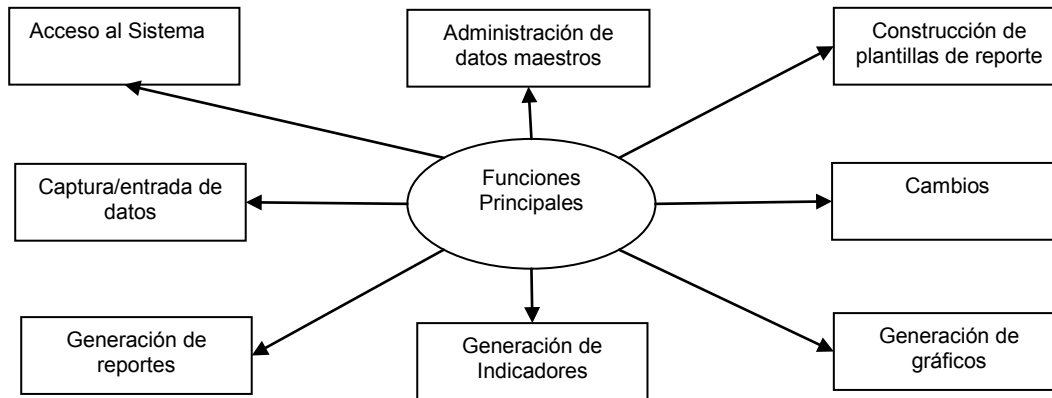 Acceso al Sistema
Administración de
datos maestros
Construcción de
plantillas de reporte
Captura/entrada de
datos
Funciones
Principales
Cambios
Generación de
reportes
Generación de
Indicadores
Generación de
gráficos